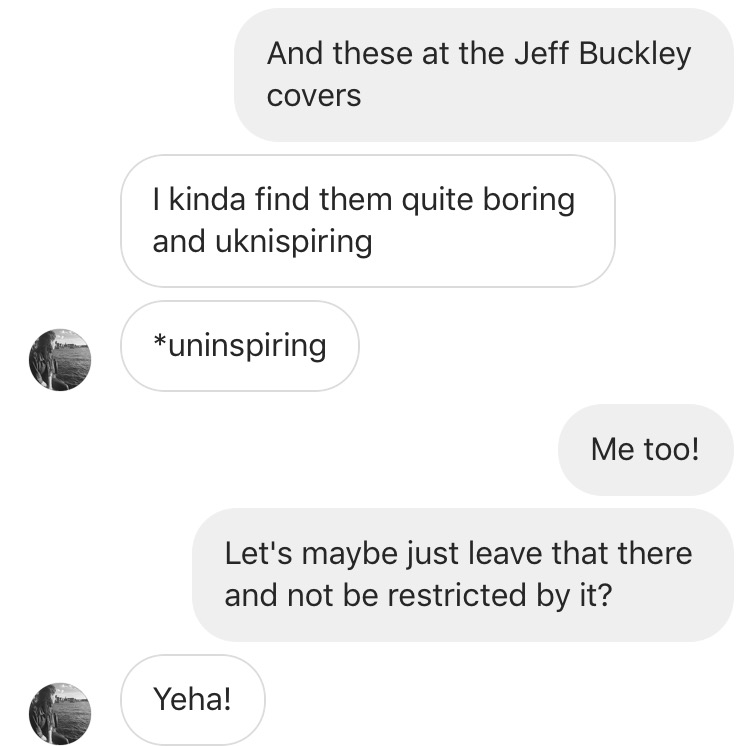 And these at the Jeff Buckley
covers
I kinda find them quite boring
and uknispiring
*uninspiring
Me too!
Let's maybe just leave that there
and not be restricted by it?
Yeha!